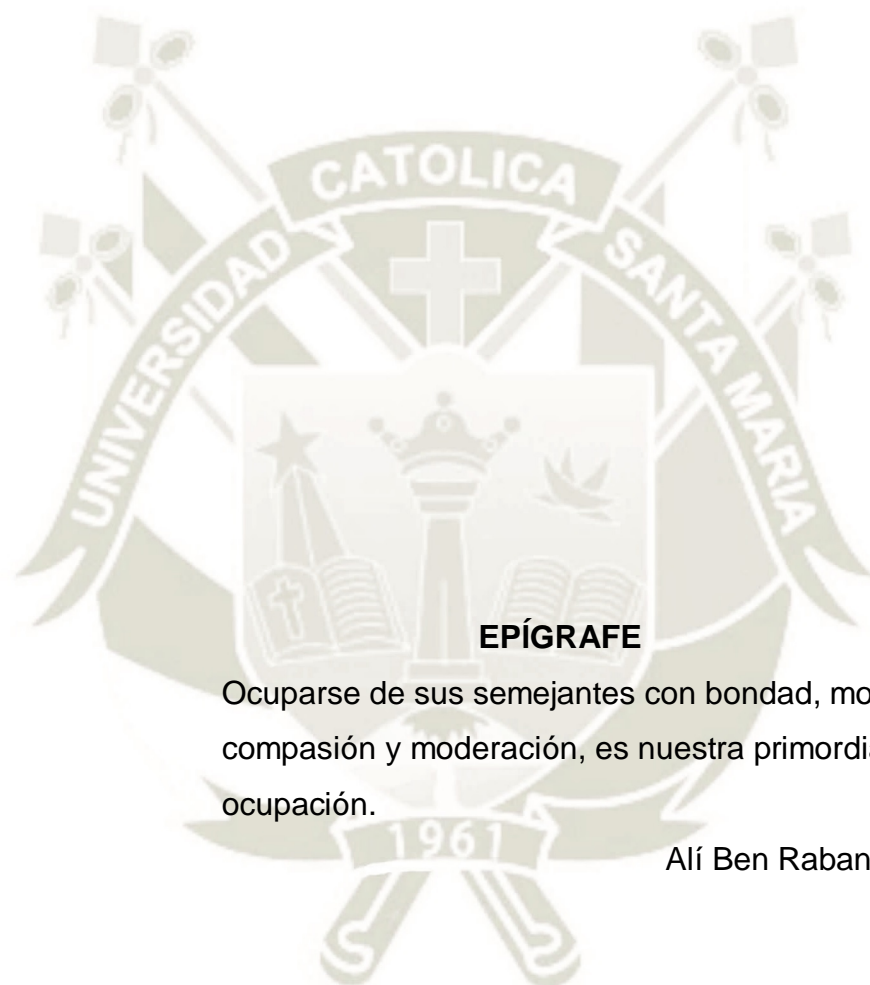 CATOLICA
UNIVERSIDAD
SANTA MARIA
EPÍGRAFE
Ocuparse de sus semejantes con bondad, mo
compasión y moderación, es nuestra primordia
ocupación.
1961
Alí Ben Raban